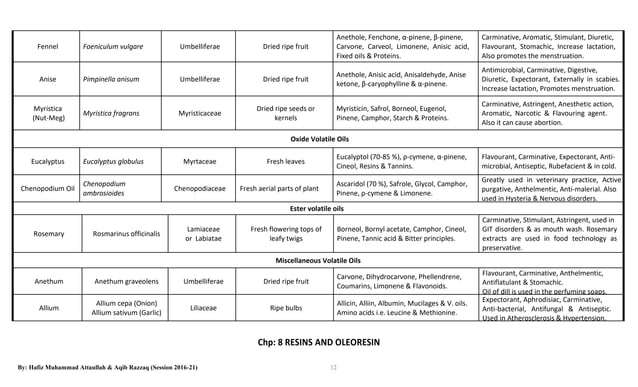 Fennel Foeniculum vulgare Umbelliferae Dried ripe fruit Anethole, Fenchone, α-pinene, β-pinene, Carvone, Carveol, Limonene, Anisic acid, Fixed oils & Proteins. Carminative, Aromatic, Stimulant, Diuretic, Flavourant, Stomachic, Increase lactation, Also promotes the menstruation.
Anise Pimpinella anisum Umbelliferae Dried ripe fruit Anethole, Anisic acid, Anisaldehyde, Anise ketone, β-caryophylline & α-pinene. Antimicrobial, Carminative, Digestive, Diuretic, Expectorant, Externally in scabies. Increase lactation, Promotes menstruation.
Myristica (Nut-Meg) Myristica fragrans Myristicaceae Dried ripe seeds or kernels Myristicin, Safrol, Borneol, Eugenol, Pinene, Camphor, Starch & Proteins. Carminative, Astringent, Anesthetic action, Aromatic, Narcotic & Flavouring agent. Also it can cause abortion.
Oxide Volatile Oils
Eucalyptus Eucalyptus globulus Myrtaceae Fresh leaves Eucalyptol (70-85 %), p-cymene, α-pinene, Cineol, Resins & Tannins. Flavourant, Carminative, Expectorant, Anti-microbial, Antiseptic, Rubefacient & in cold.
Chenopodium Oil Chenopodium ambrosioides Chenopodiaceae Fresh aerial parts of plant Ascaridol (70 %), Safrole, Glycol, Camphor, Pinene, p-cymene & Limonene. Greatly used in veterinary practice, Active purgative, Anthelmintic, Anti-malerial. Also used in Hysteria & Nervous disorders.
Ester volatile oils
Rosemary Rosmarinus officinalis Lamiaceae or Labiatae Fresh flowering tops of leafy twigs Borneol, Bornyl acetate, Camphor, Cineol, Pinene, Tannic acid & Bitter principles. Carminative, Stimulant, Astringent, used in GIT disorders & as mouth wash. Rosemary extracts are used in food technology as preservative.
Miscellaneous Volatile Oils
Anethum Anethum graveolens Umbelliferae Dried ripe fruit Carvone, Dihydrocarvone, Phellendrene, Coumarins, Limonene & Flavonoids. Flavourant, Carminative, Anthelmintic, Antiflatulant & Stomachic. Oil of dill is used in the perfuming soaps.
Allium Allium cepa (Onion) Allium sativum (Garlic) Liliaceae Ripe bulbs Allicin, Alliin, Albumin, Mucilages & V. oils. Amino acids i.e. Leucine & Methionine. Expectorant, Aphrodisiac, Carminative, Anti-bacterial, Antifungal & Antiseptic. Used in Atherosclerosis & Hypertension.
Chp: 8 RESINS AND OLEORESIN
By: Hafiz Muhammad Attaullah & Aqib Razzaq (Session 2016-21) 12